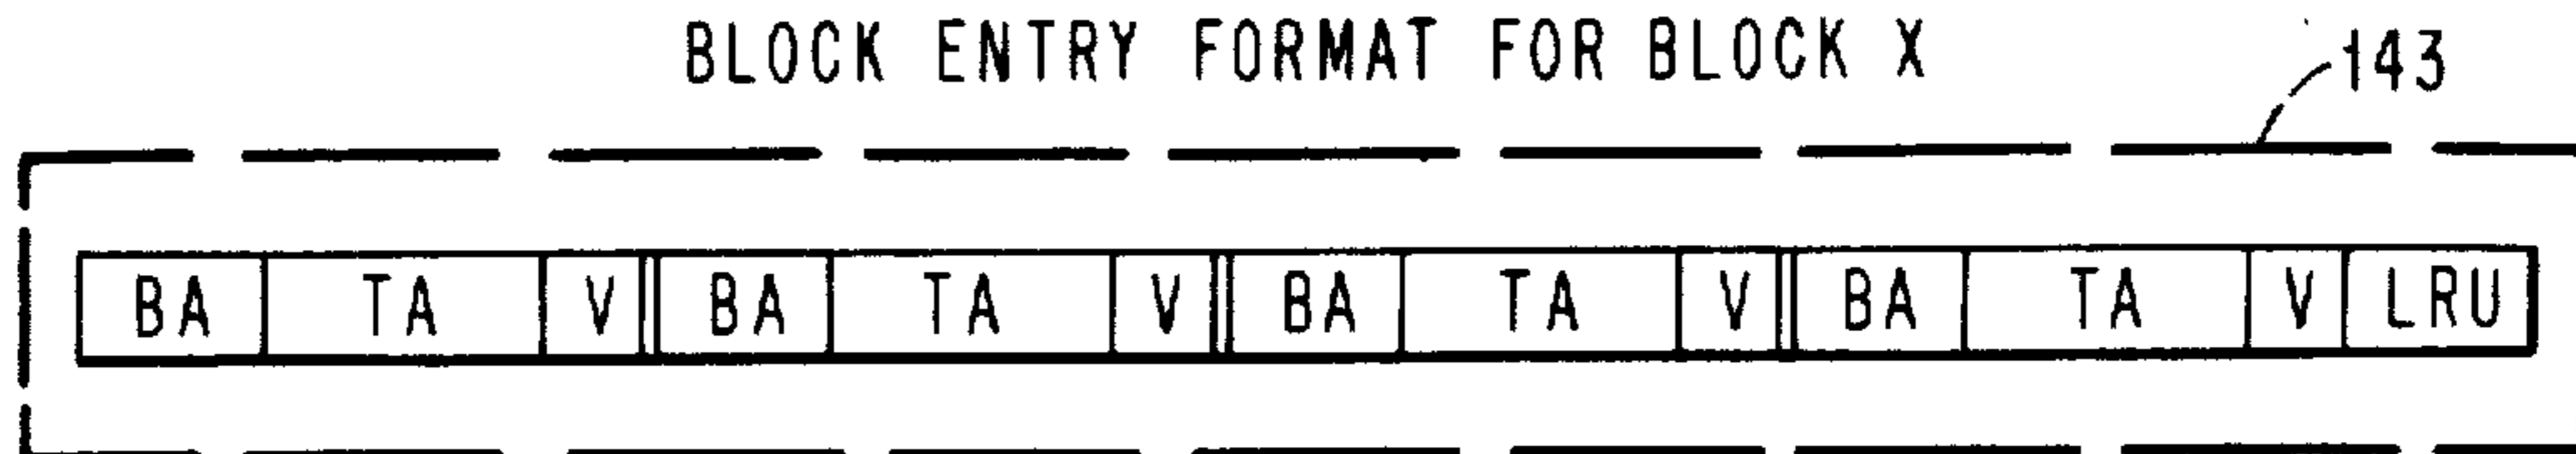 BLOCK ENTRY FORMAT FOR BLOCK X
143
BA TA V BA TA V BA TA V BA TA V LRU